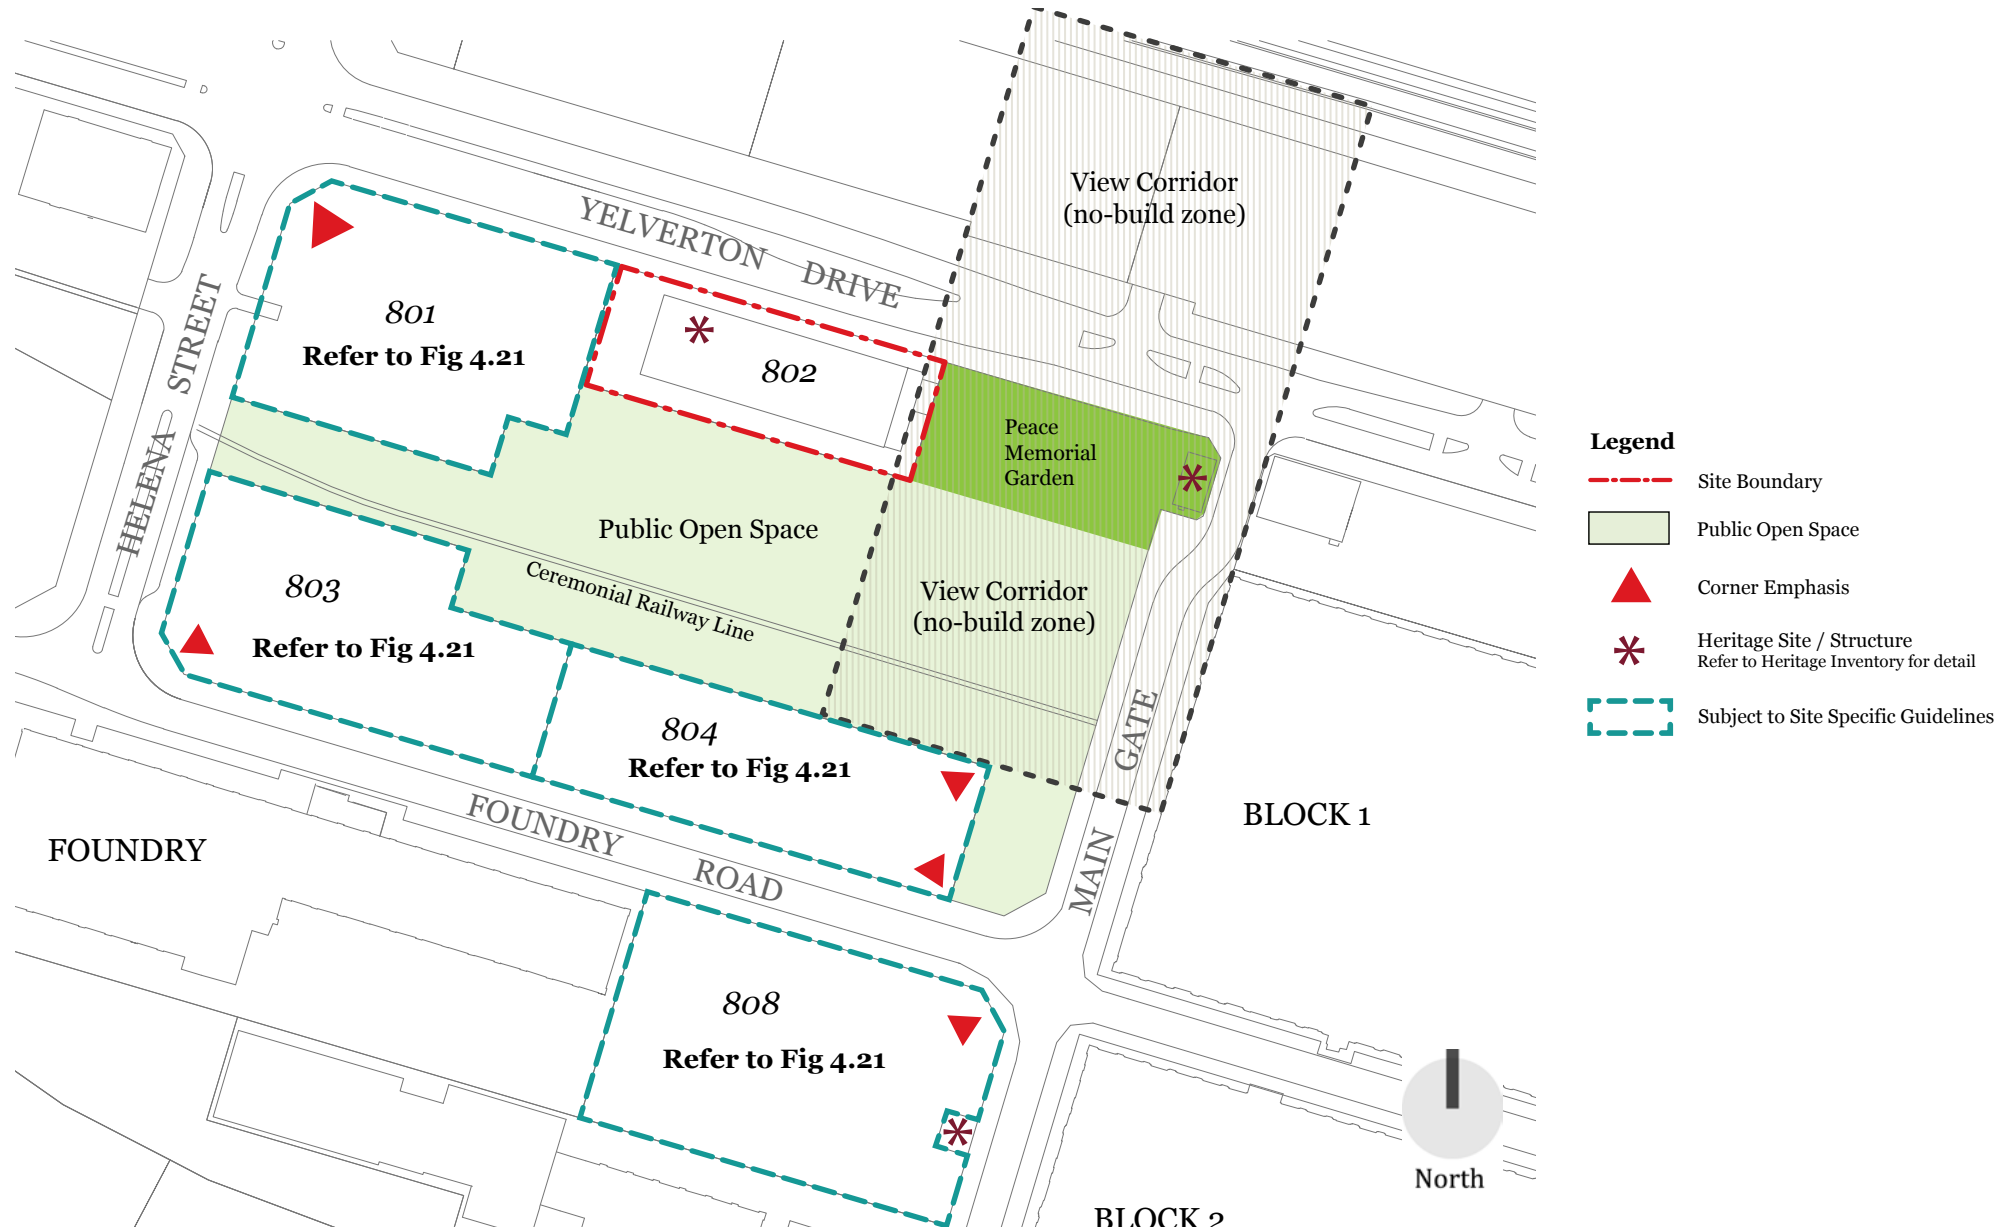 View Corridor
(no-build zone)
YELVERTON DRIVE
801
Refer to Fig 4.21
802
HELENA STREET
Peace
Memorial
Garden
Public Open Space
Ceremonial Railway Line
View Corridor
(no-build zone)
803
Refer to Fig 4.21
804
Refer to Fig 4.21
MAIN GATE
BLOCK 1
FOUNDRY
FOUNDRY ROAD
808
Refer to Fig 4.21
BLOCK 2
Legend
Site Boundary
Public Open Space
Corner Emphasis
Heritage Site / Structure
Refer to Heritage Inventory for detail
Subject to Site Specific Guidelines
North